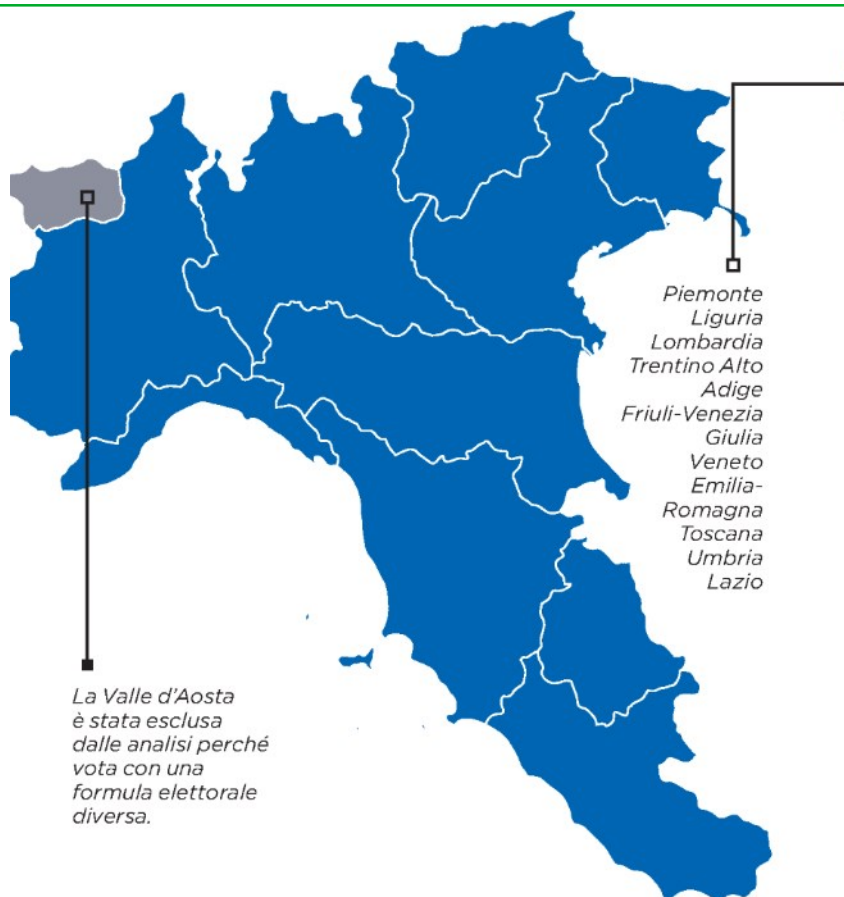 Piemonte
Liguria
Lombardia
Trentino Alto
Adige
Friuli-Venezia
Giulia
Veneto
Emilia-
Romagna
Toscana
Umbria
Lazio
La Valle d'Aosta
è stata esclusa
dalle analisi perché
vota con una
formula elettorale
diversa.